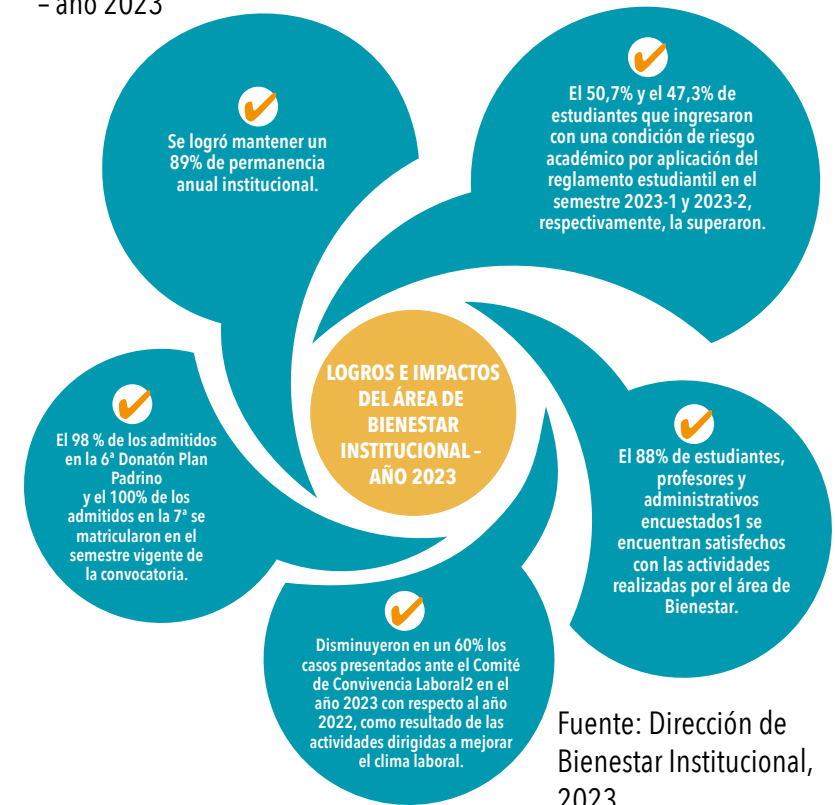 – año 2023
Se logró mantener un
89% de permanencia
anual institucional.
El 50,7% y el 47,3% de
estudiantes que ingresaron
con una condición de riesgo
académico por aplicación del
reglamento estudiantil en el
semestre 2023-1 y 2023-2,
respectivamente, la superaron.
LOGROS E IMPACTOS
DEL ÁREA DE
BIENESTAR
INSTITUCIONAL –
AÑO 2023
El 98 % de los admitidos
en la 6ª Donatón Plan
Padrino
y el 100% de los
admitidos en la 7ª se
matricularon en el
semestre vigente de
la convocatoria.
El 88% de estudiantes,
profesores y
administrativos
encuestados1 se
encuentran satisfechos
con las actividades
realizadas por el área de
Bienestar.
Disminuyeron en un 60% los
casos presentados ante el Comité
de Convivencia Laboral2 en el
año 2023 con respecto al año
2022, como resultado de las
actividades dirigidas a mejorar
el clima laboral.
Fuente: Dirección de
Bienestar Institucional,
2023